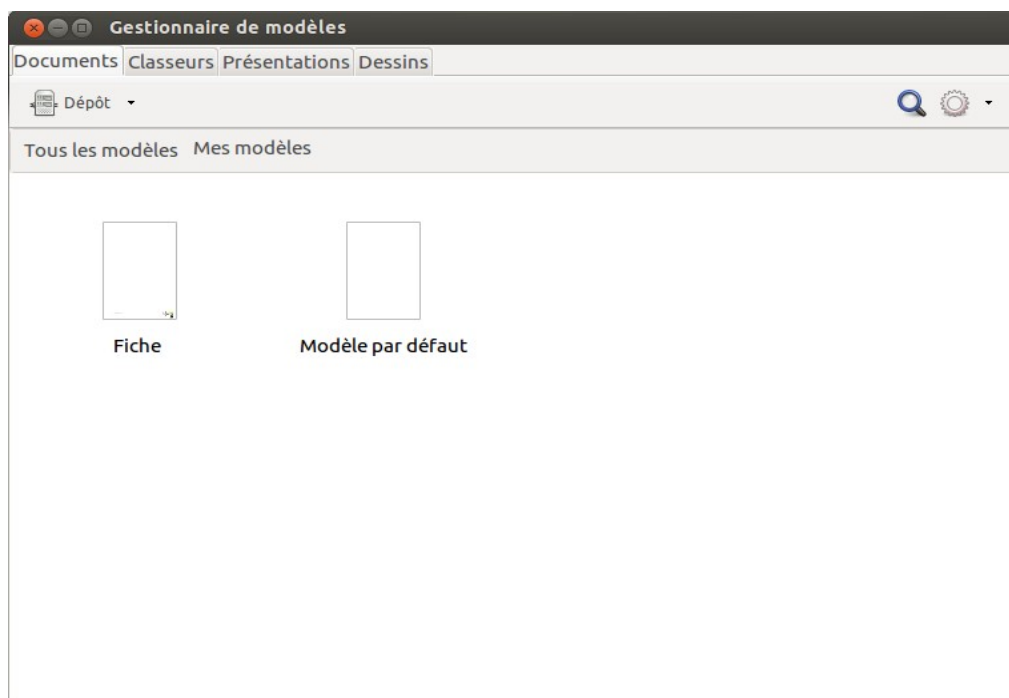 Gestionnaire de modèles
Documents Classeurs Présentations Dessins
Dépôt
Tous les modèles Mes modèles
Fiche Modèle par défaut